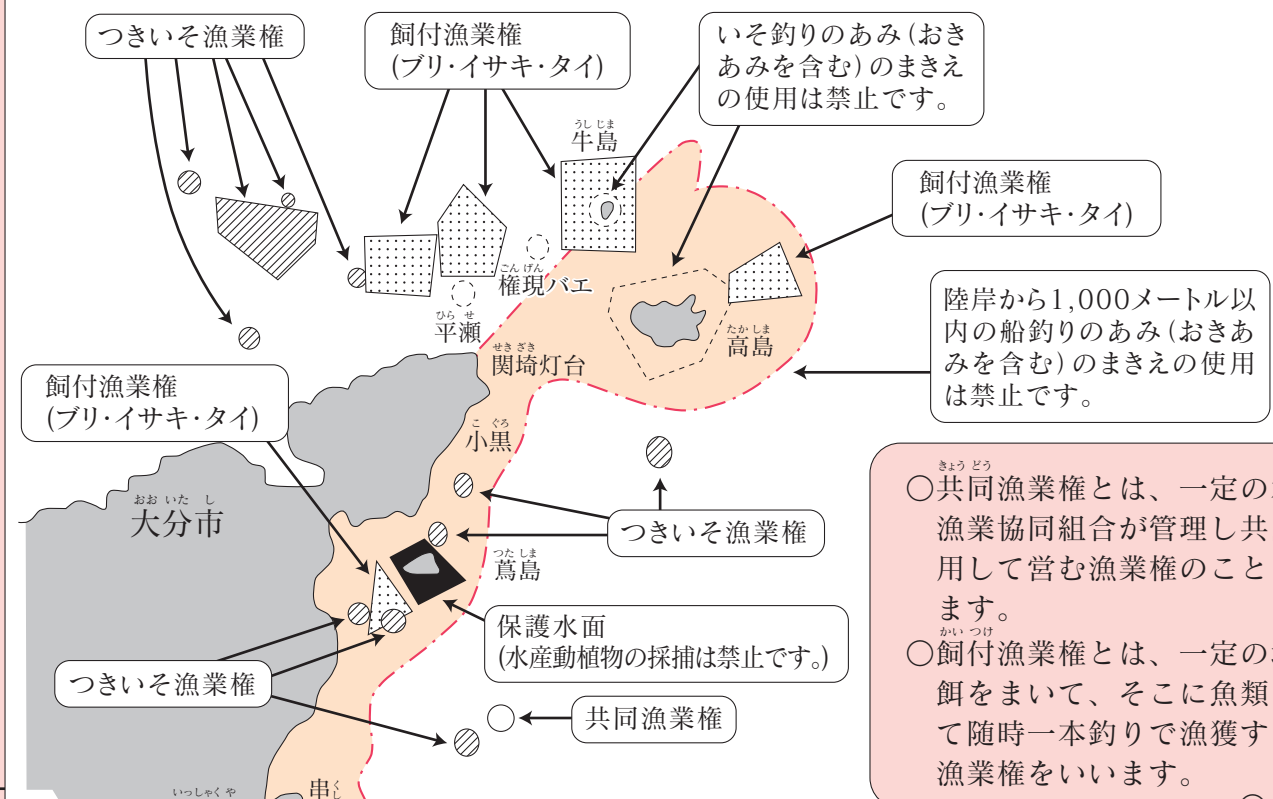 つきいそ漁業権
飼付漁業権
(ブリ・イサキ・タイ)
いそ釣りのあみ(おき
あみを含む)のまきえ
の使用は禁止です。
うしじま
牛島
飼付漁業権
(ブリ・イサキ・タイ)
ごんげん
権現バエ
ひらせ
平瀬
せきざき
関埼灯台
たかしま
高島
陸岸から1,000メートル以
内の船釣りのあみ(おきあ
みを含む)のまきえの使用
は禁止です。
飼付漁業権
(ブリ・イサキ・タイ)
こぐろ
小黒
おおいたし
大分市
つきいそ漁業権
つたしま
蔦島
保護水面
(水産動植物の採捕は禁止です。)
つきいそ漁業権
共同漁業権
いっしゃくや
くし
串
きょうどう
○共同漁業権とは、一定の
漁業協同組合が管理し共
用して営む漁業権のこと
ます。
かいつけ
○飼付漁業権とは、一定の
餌をまいて、そこに魚類
て随時一本釣りで漁獲す
漁業権をいいます。